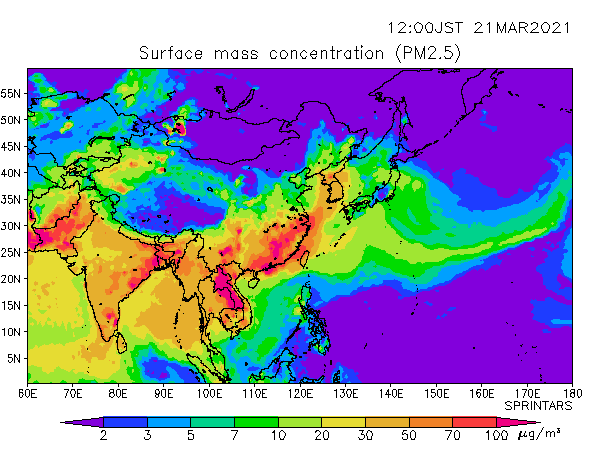 12:00JST 21MAR2021
Surface mass concentration (PM2.5)
55N
50N
45N
40N
35N
30N
25N
20N
15N
10N
5N
60E 70E 80E 90E 100E 110E 120E 130E 140E 150E 160E 170E 180
SPRINTARS
2 3 5 7 10 20 30 50 70 100 μg/m³